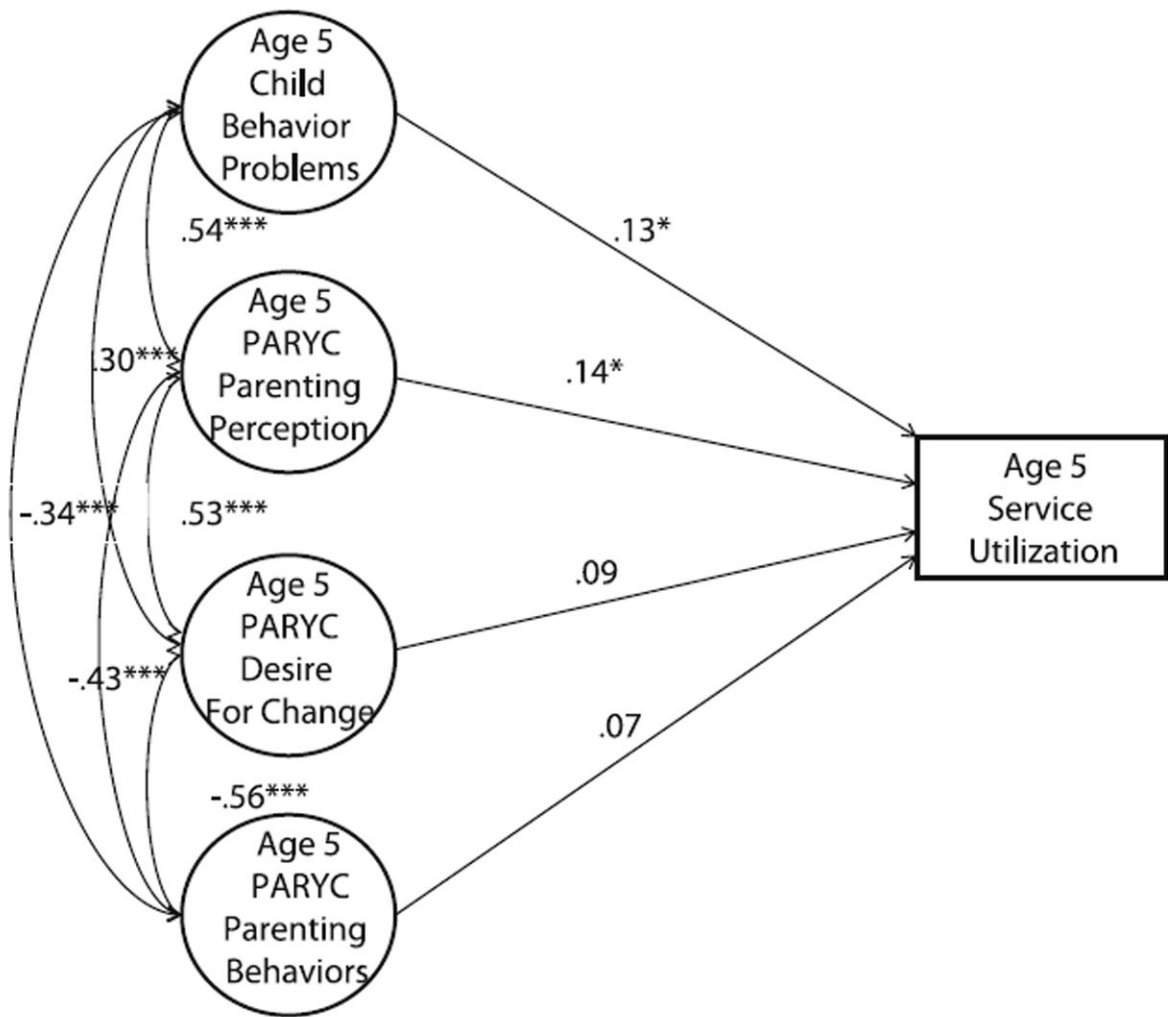 Age 5
Child
Behavior
Problems
.54***
.13*
Age 5
PARYC
Parenting
Perception
.30***
.14*
-.34***
.53***
Age 5
Service
Utilization
Age 5
PARYC
Desire
For Change
.09
-.43***
.07
-.56***
Age 5
PARYC
Parenting
Behaviors